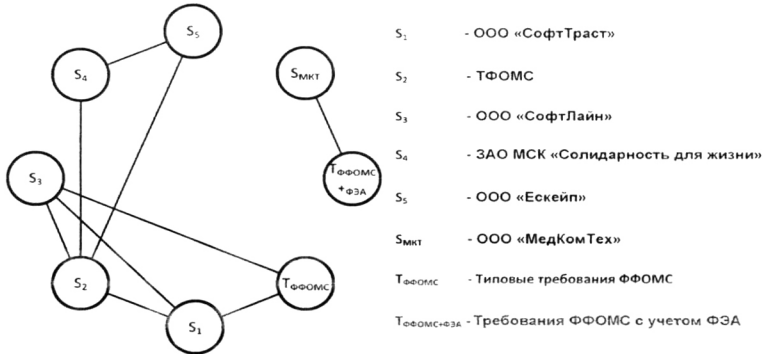 S5
S4
SМКТ
S3
TФФОМС
+ ФЭА
S2
TФФОМС
S1
S1 - ООО «СофтТраст»
S2 - ТФОМС
S3 - ООО «СофтЛайн»
S4 - ЗАО МСК «Солидарность для жизни»
S5 - ООО «Ескейп»
SМКТ - ООО «МедКомТех»
TФФОМС - Типовые требования ФФОМС
TФФОМС+ФЭА - Требования ФФОМС с учетом ФЭА